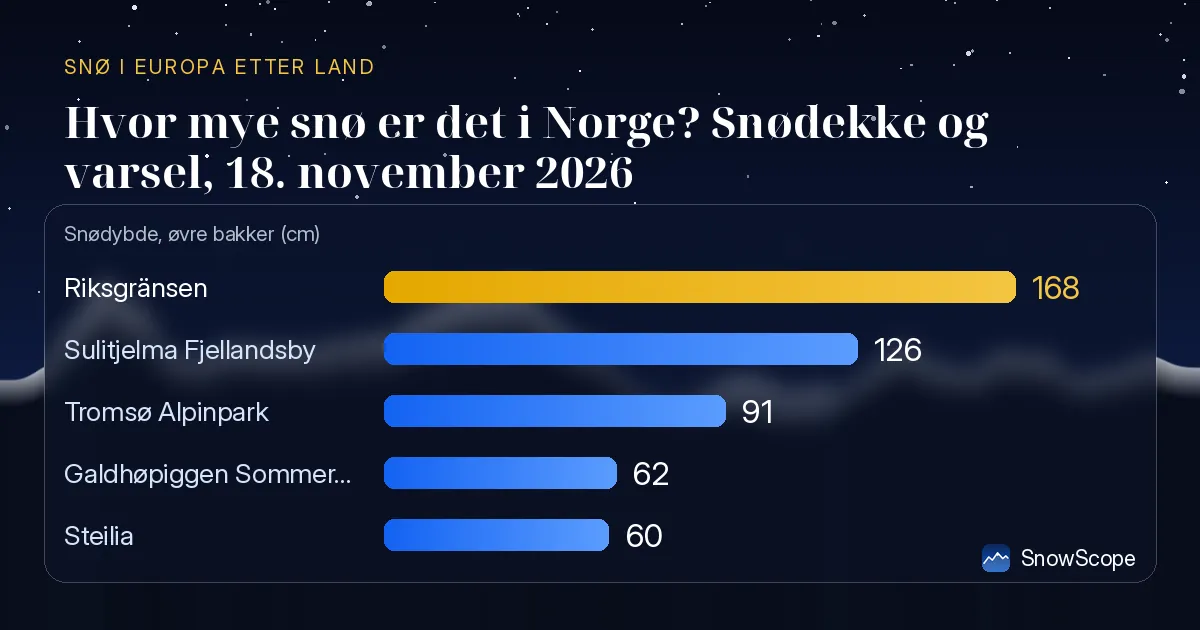 SNØ I EUROPA ETTER LAND
Hvor mye snø er det i Norge? Snødekke og
varsel, 18. november 2026
Snødybde, øvre bakker (cm)
Riksgränsen 168
Sulitjelma Fjellandsby 126
Tromsø Alpinpark 91
Galdhøpiggen Sommer... 62
Steilia 60
SnowScope